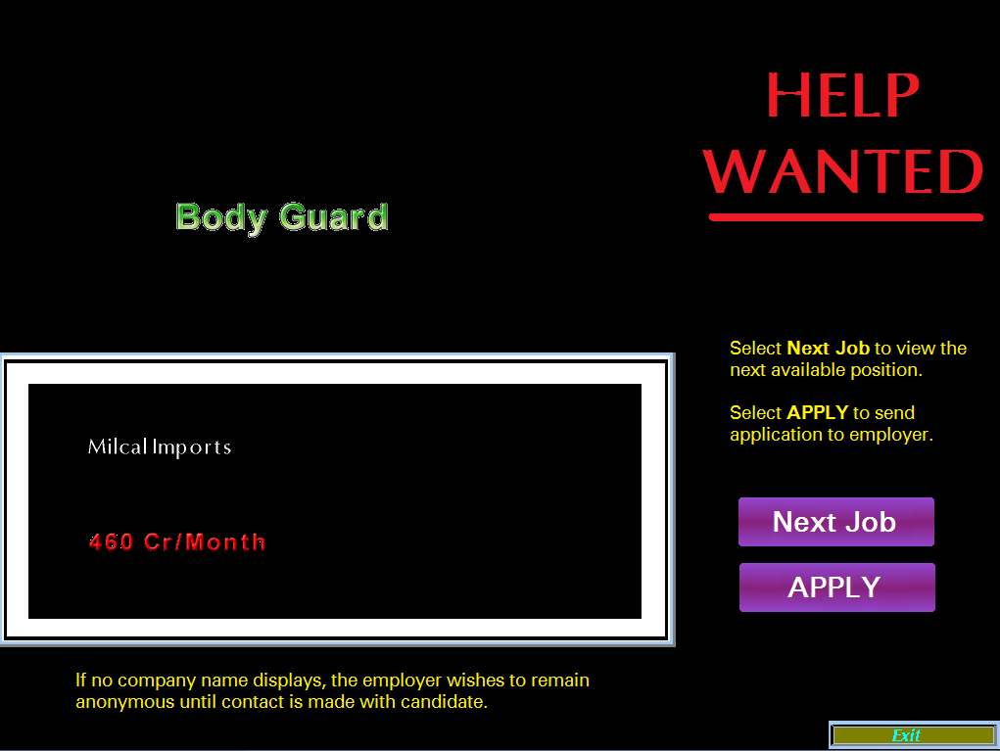 HELP
WANTED
Body Guard
Select Next Job to view the
next available position.
Select APPLY to send
application to employer.
Milcal Imports
460 Cr/Month
Next Job
APPLY
If no company name displays, the employer wishes to remain
anonymous until contact is made with candidate.
Exit